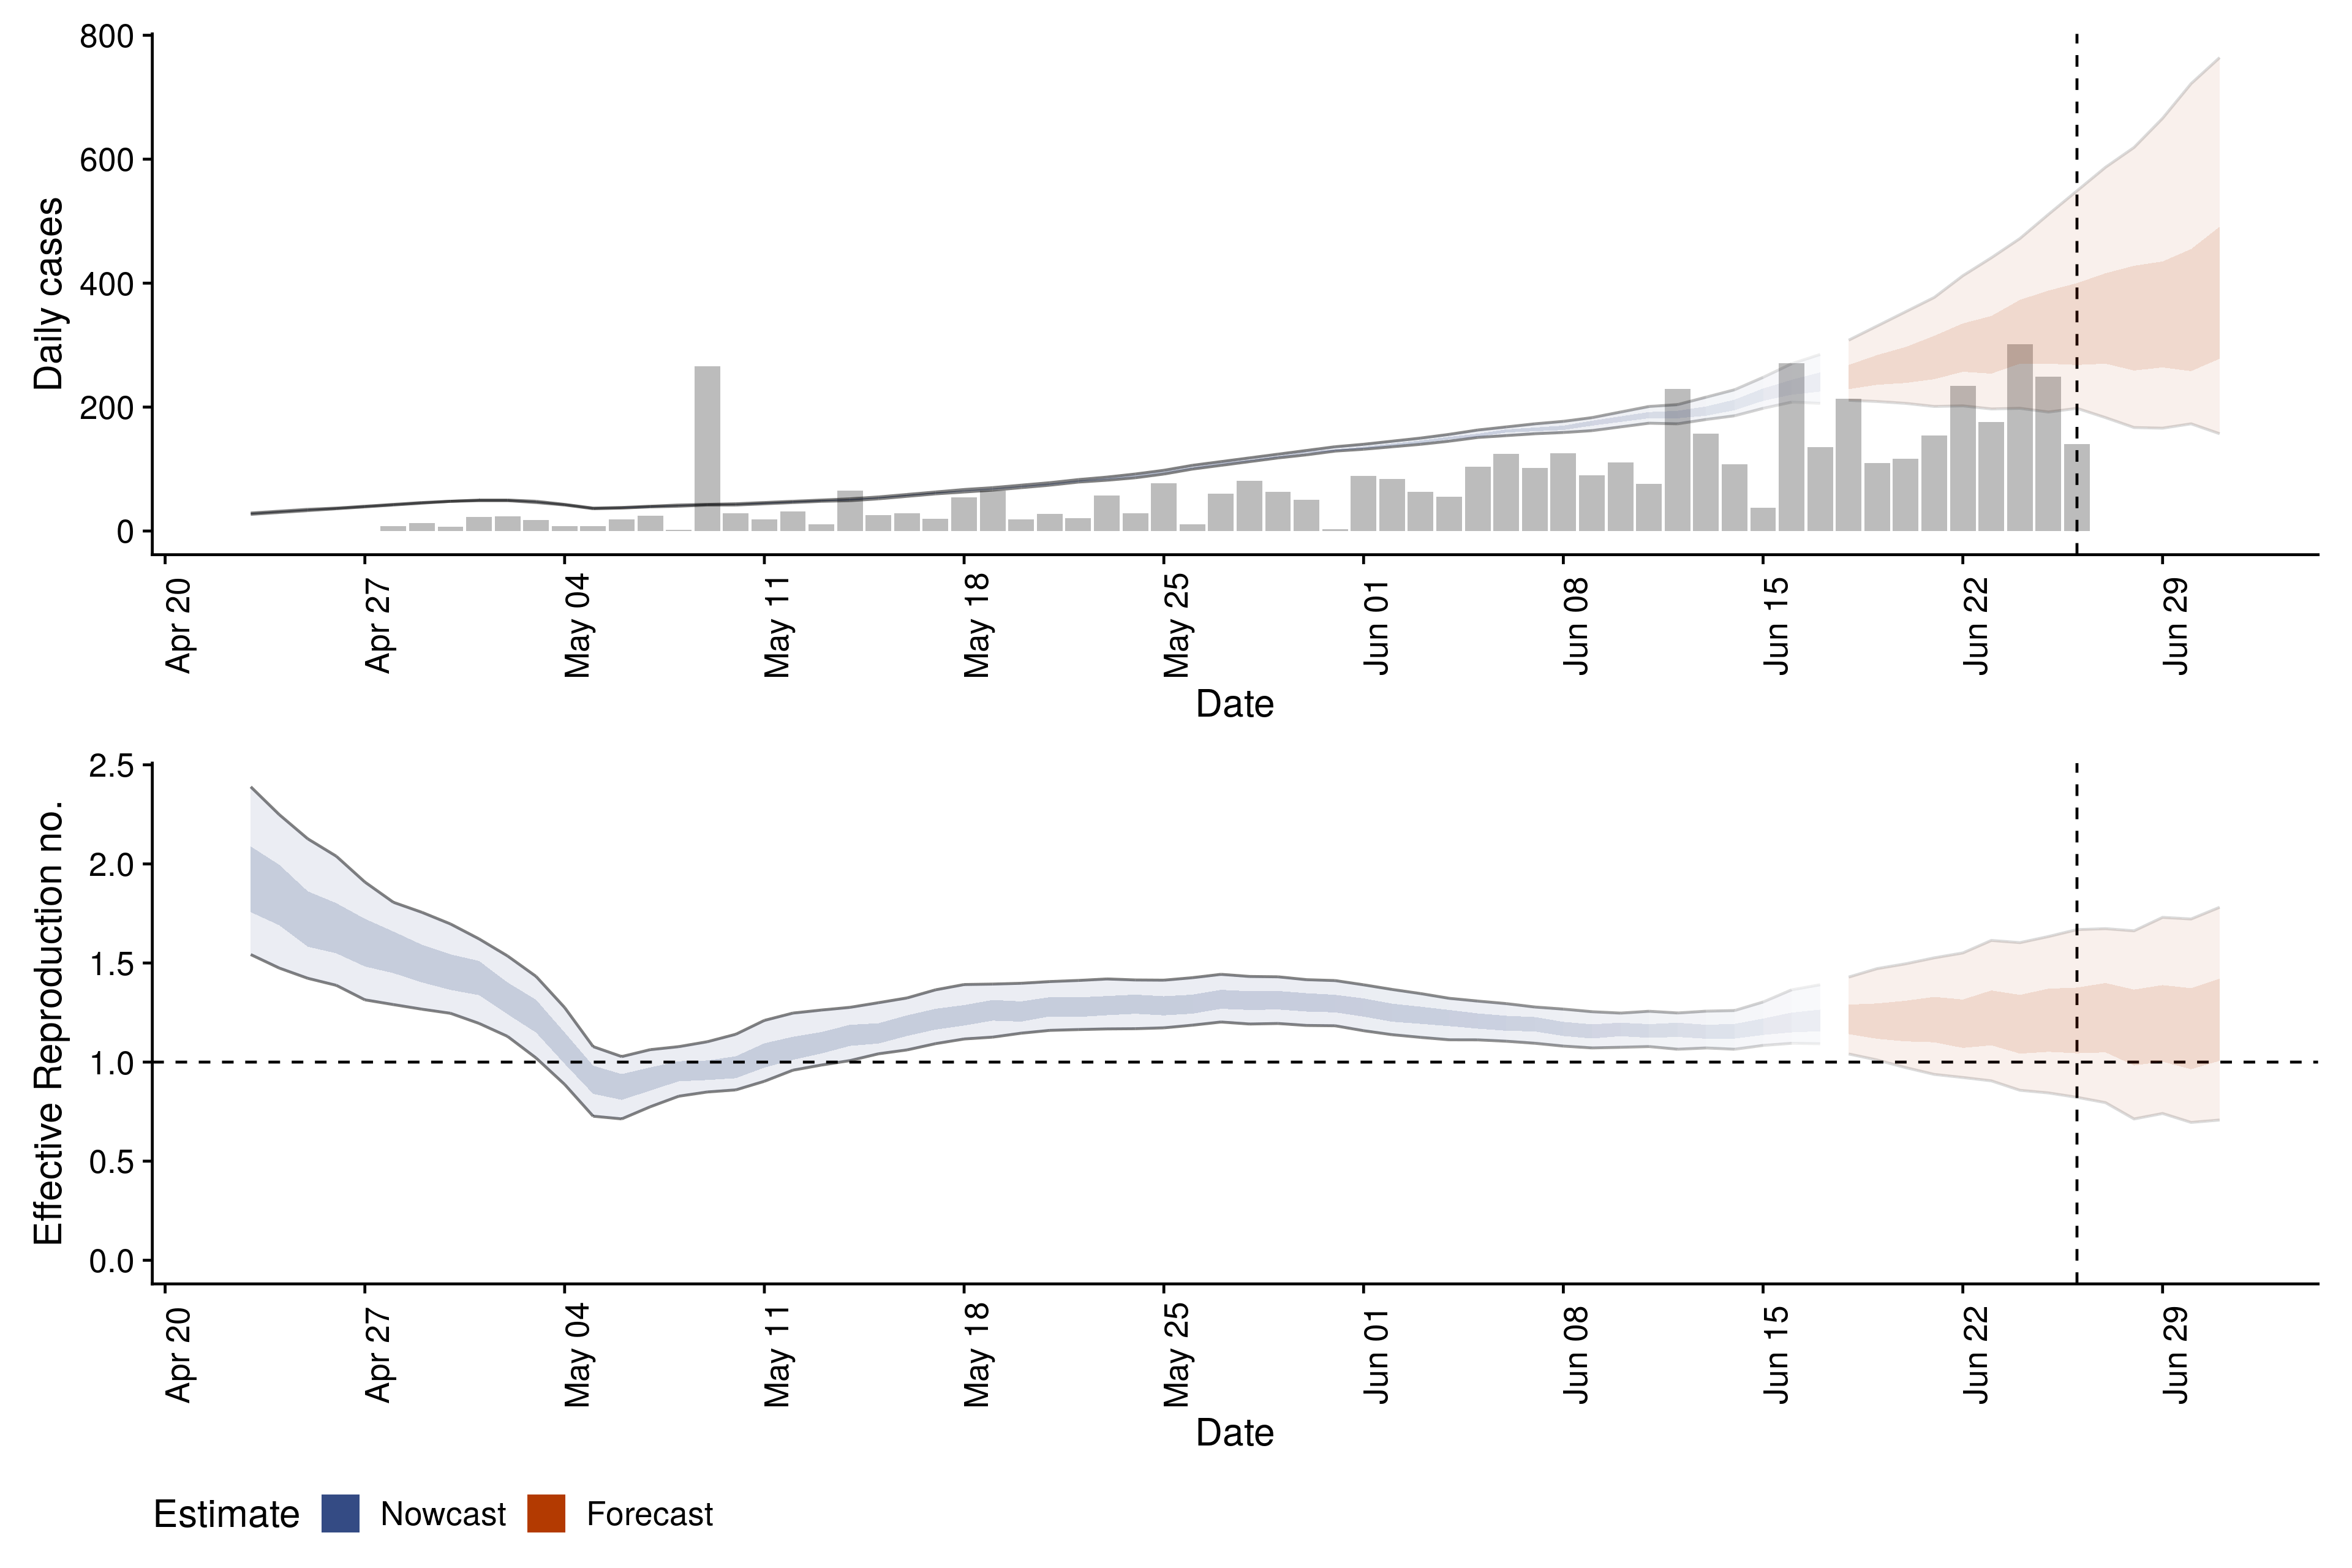 800
600
400
200
0
Daily cases
Apr 20
Apr 27
May 04
May 11
May 18
May 25
Jun 01
Jun 08
Jun 15
Jun 22
Jun 29
Date
2.5
2.0
1.5
1.0
0.5
0.0
Effective Reproduction no.
Apr 20
Apr 27
May 04
May 11
May 18
May 25
Jun 01
Jun 08
Jun 15
Jun 22
Jun 29
Date
Estimate Nowcast Forecast